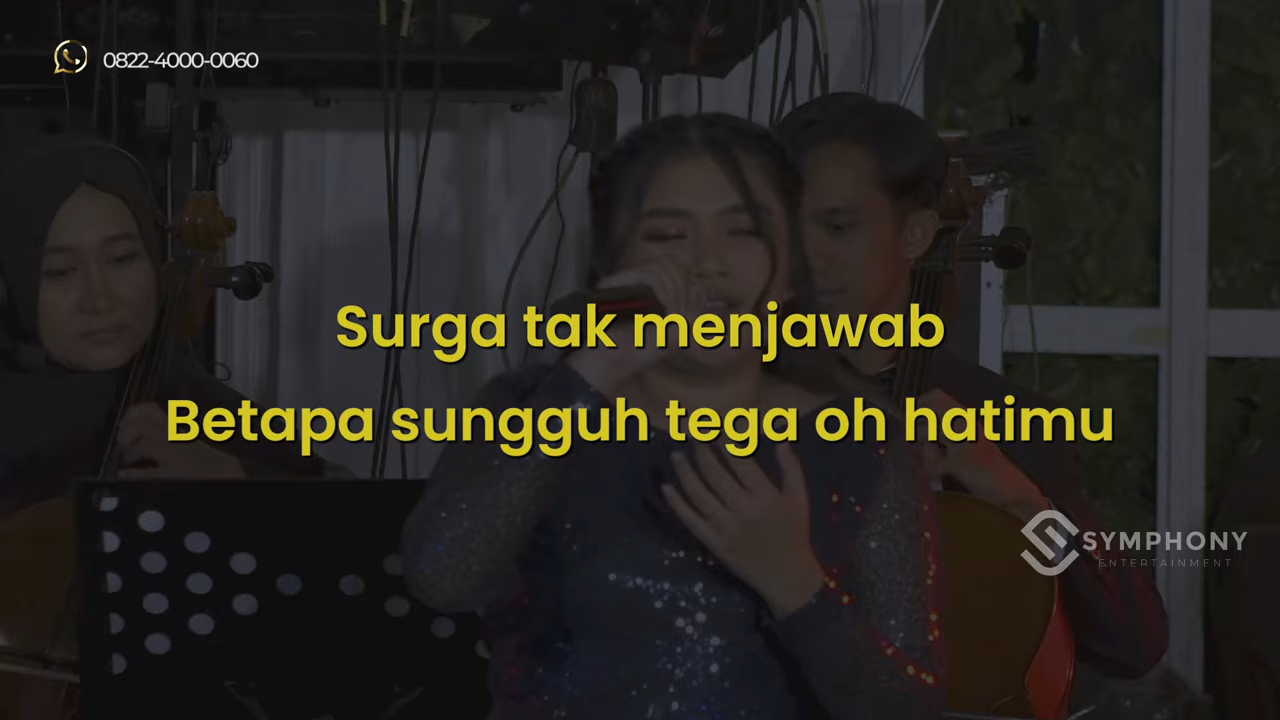 0822-4000-0060
Surga tak menjawab
Betapa sungguh tega oh hatimu
SYMPHONY
ENTERTAINMENT